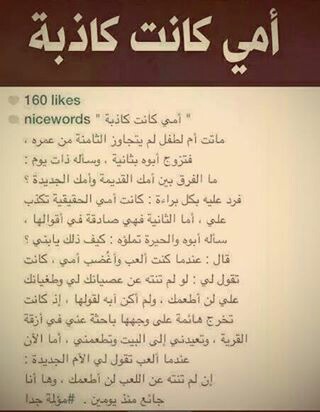 أمي كانت كاذبة
160 likes
nicewords " أمي كانت كاذبة "
ماتت أم لطفل لم يتجاوز الثامنة من عمره ،
فتزوج أبوه بثانية ، وسأله ذات يوم :
ما الفرق بين أمك القديمة وأمك الجديدة ؟
فرد عليه بكل براءة : كانت أمي الحقيقية تكذب
علي ، أما الثانية فهي صادقة في أقوالها ،
سأله أبوه والحيرة تملؤه : كيف ذلك يابني ؟
قال : عندما كنت ألعب وأغضب أمي ، كانت
تقول لي : لو لم تنته عن عصيانك لي وطغيانك
علي لن أطعمك ، ولم أكن آبه لقولها ، إذ كانت
تخرج هائمة على وجهها باحثة عني في أزقة
القرية ، وتعيدني إلى البيت وتطعمني ، أما الآن
عندما ألعب تقول لي الأم الجديدة :
إن لم تنته عن اللعب لن أطعمك ، وها أنا
جائع منذ يومين . #مؤلمة جدا